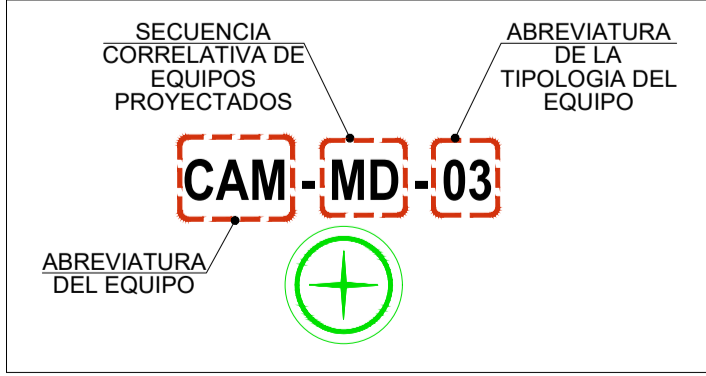 SECUENCIA
CORRELATIVA DE
EQUIPOS
PROYECTADOS
ABREVIATURA
DE LA
TIPOLOGIA DEL
EQUIPO
CAM-MD-03
ABREVIATURA
DEL EQUIPO